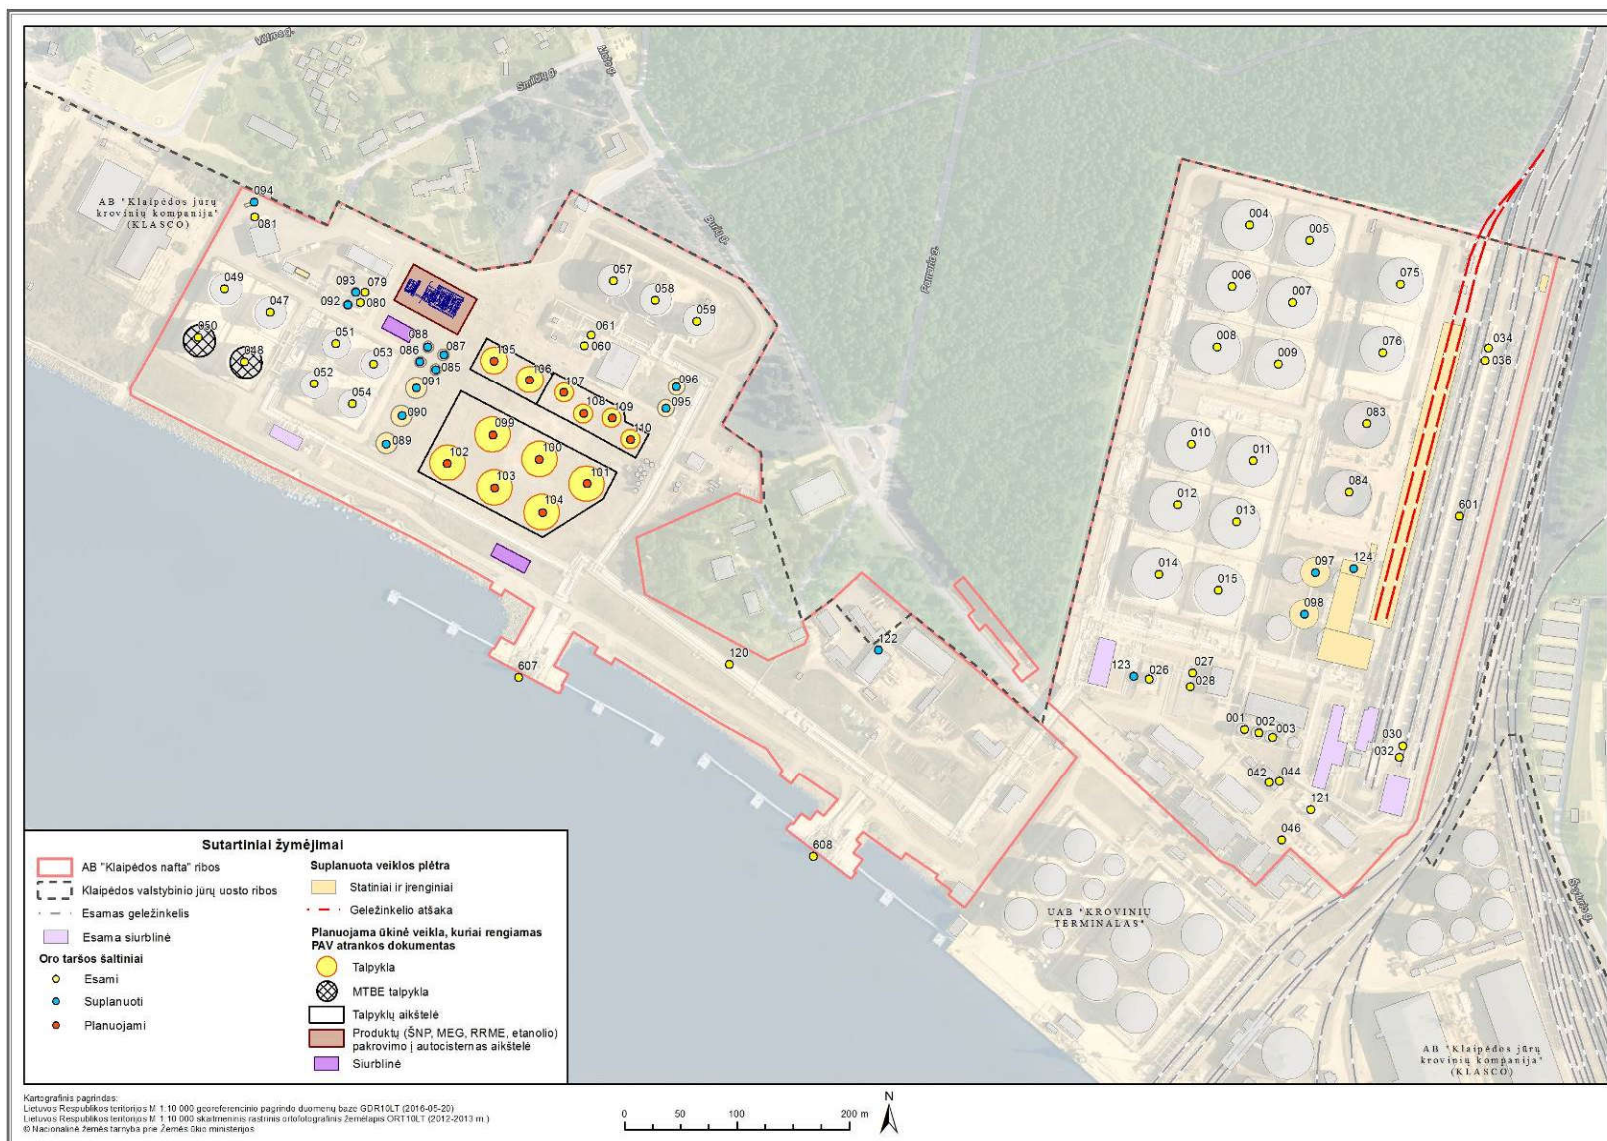 Vėtros g.
Smilčių g.
Molo g.
Burių g.
Pamario g.
AB "Klaipėdos jūrų
krovinių kompanija"
(KLASCO)
094
081
049
047
050
048
093
079
092
080
051
053
052
054
088
087
086
085
091
090
089
057
058
059
061
060
105
106
107
108
109
110
096
095
099
100
101
102
103
104
004
005
006
007
008
009
010
011
012
013
014
015
075
076
083
084
034
036
601
097
124
098
607
120
122
123
026
027
028
001
002
003
042
044
030
032
121
046
608
UAB "KROVINIŲ
TERMINALAS"
AB "Klaipėdos jūrų
krovinių kompanija"
(KLASCO)
Sutartiniai žymėjimai
AB "Klaipėdos nafta" ribos
Klaipėdos valstybinio jūrų uosto ribos
Esamas geležinkelis
Esama siurblinė
Oro taršos šaltiniai
Esami
Suplanuoti
Planuojami
Suplanuota veiklos plėtra
Statiniai ir įrenginiai
Geležinkelio atšaka
Planuojama ūkinė veikla, kuriai rengiamas
PAV atrankos dokumentas
Talpykla
MTBE talpykla
Talpyklų aikštelė
Produktų (ŠNP, MEG, RRME, etanolio)
pakrovimo į autocisternas aikštelė
Siurblinė
Kartografinis pagrindas:
Lietuvos Respublikos teritorijos M 1:10 000 georeferencinio pagrindo duomenų bazė GDR10LT (2016-05-20)
Lietuvos Respublikos teritorijos M 1:10 000 skaitmeninis rastrinis ortofotografinis žemėlapis ORT10LT (2012-2013 m.)
© Nacionalinė žemės tarnyba prie Žemės ūkio ministerijos
0 50 100 200 m
N